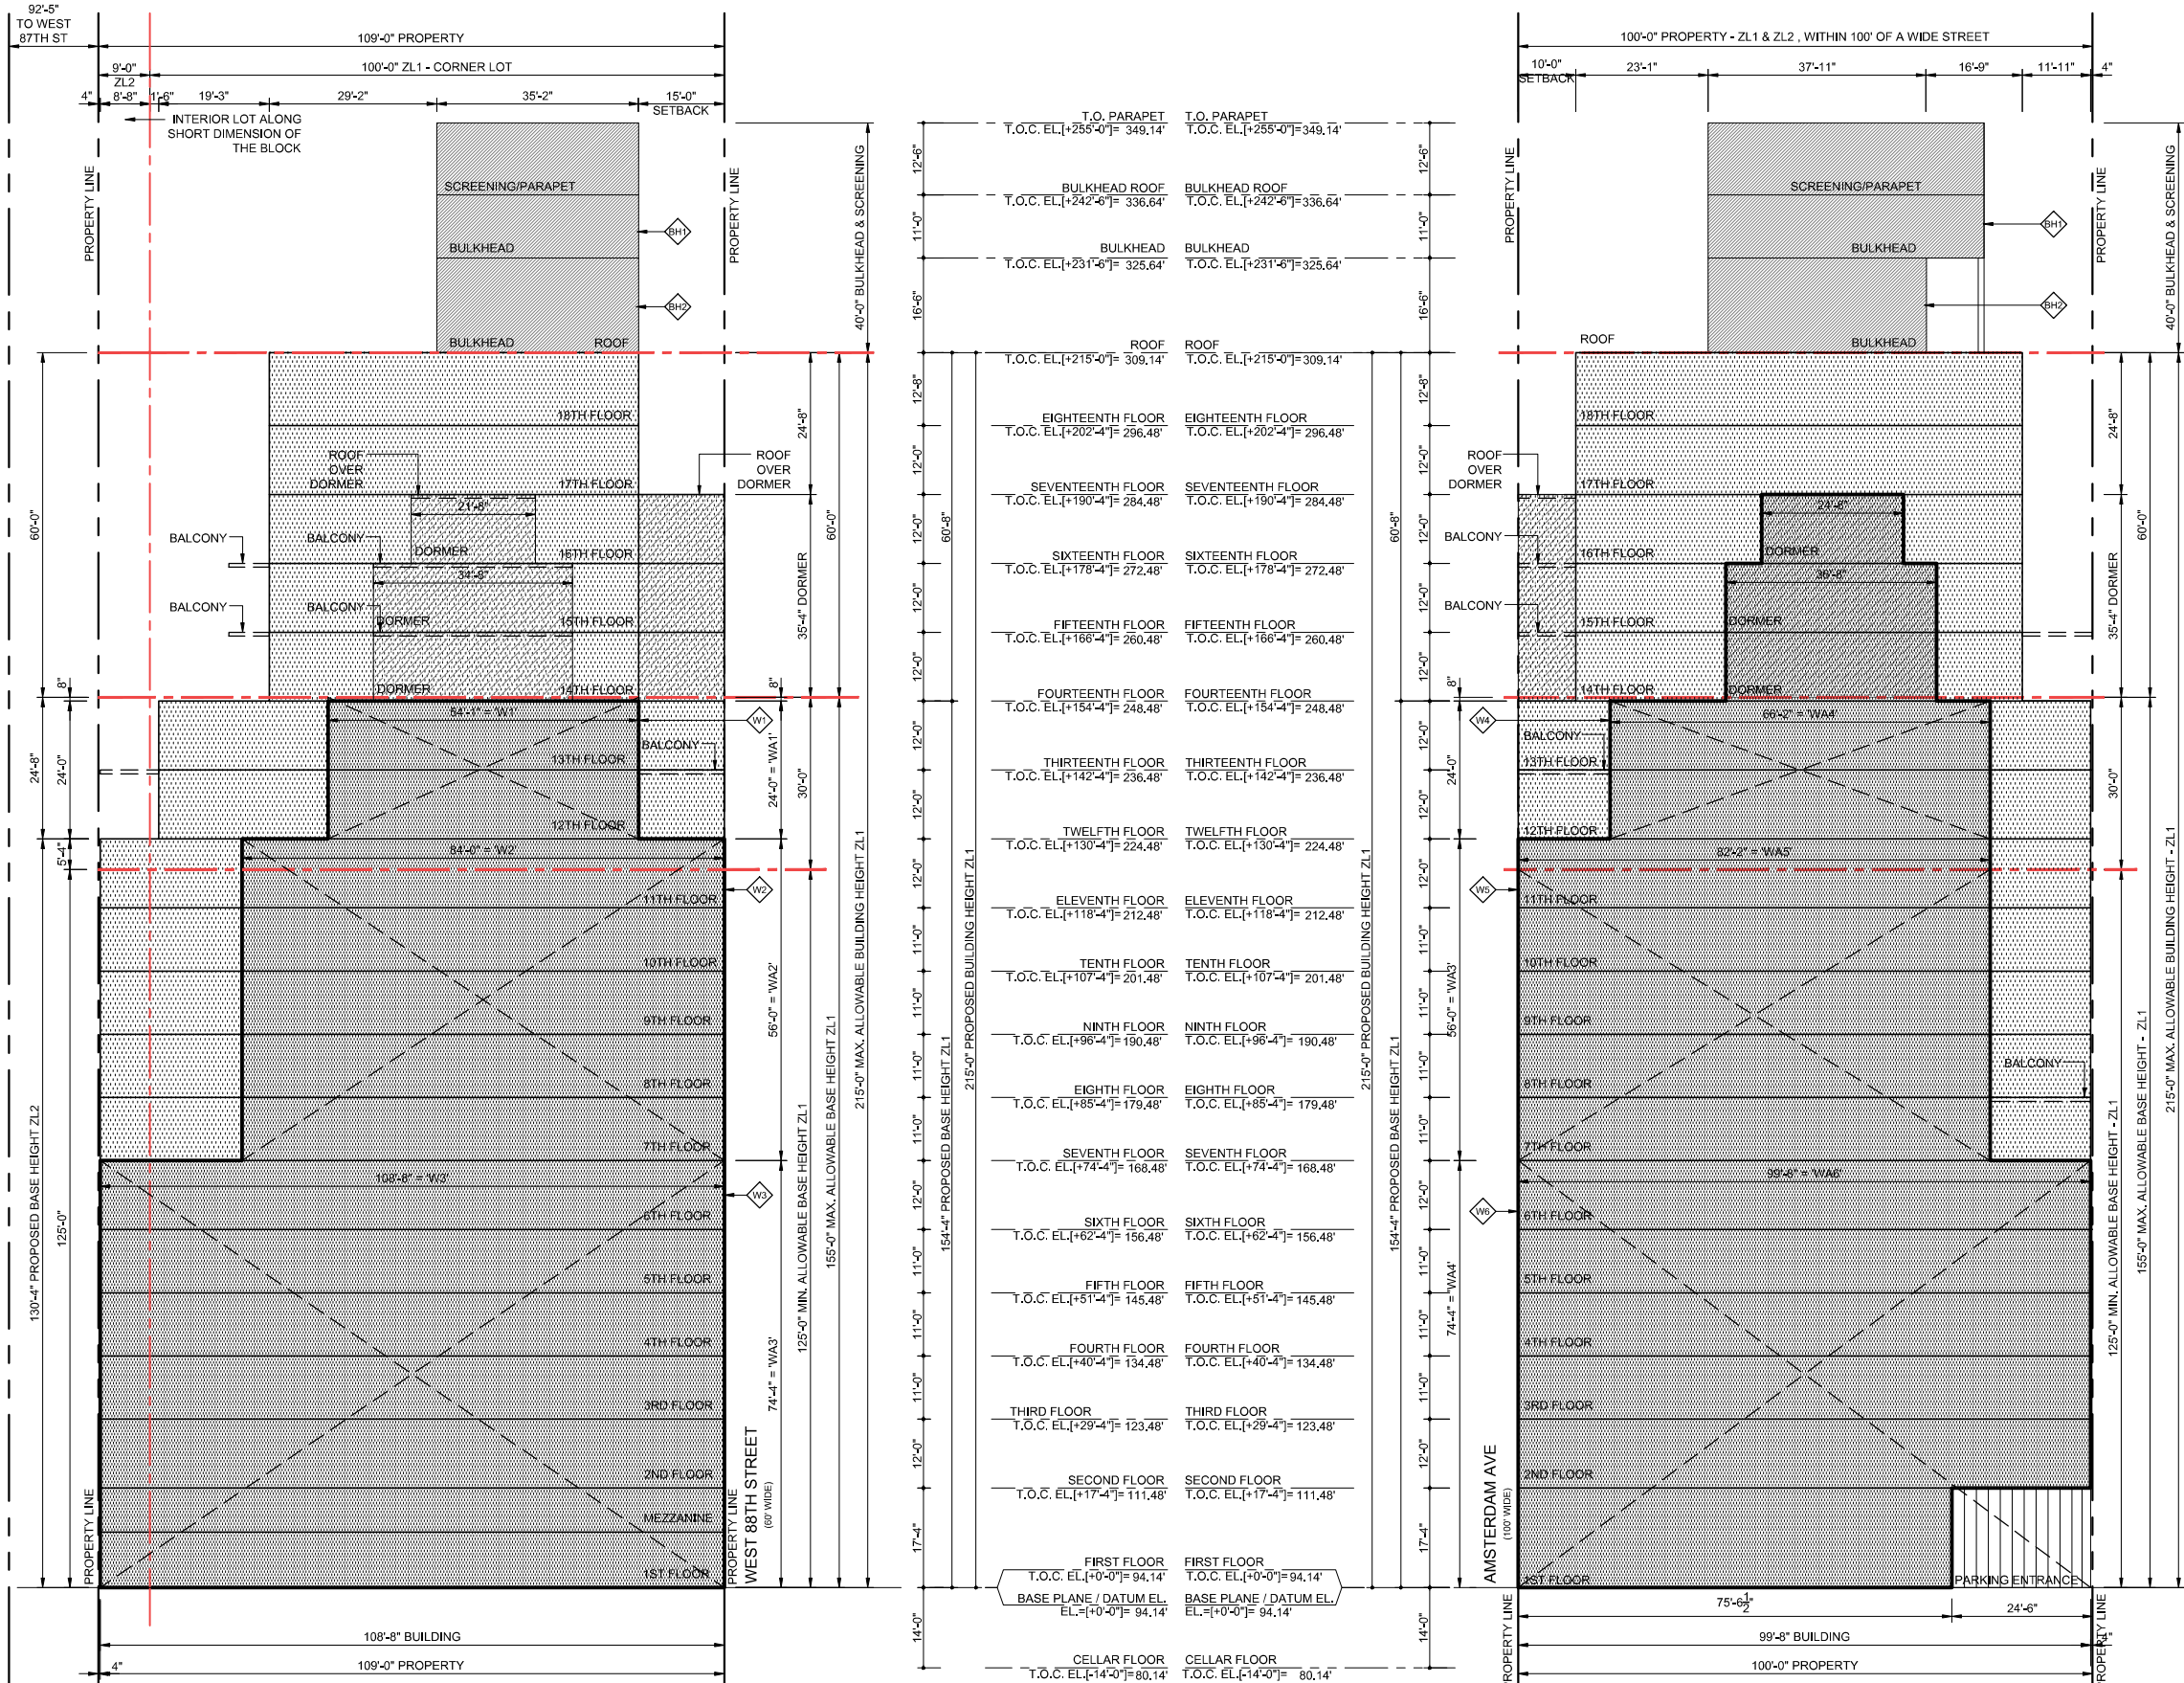 92'-5"
TO WEST
87TH ST
109'-0" PROPERTY
9'-0"
ZL2
100'-0" ZL1 - CORNER LOT
4"
8'-8"
1'-6"
19'-3"
29'-2"
35'-2"
15'-0"
SETBACK
INTERIOR LOT ALONG
SHORT DIMENSION OF
THE BLOCK
PROPERTY LINE
PROPERTY LINE
SCREENING/PARAPET
BH1
BULKHEAD
BH2
BULKHEAD
ROOF
40'-0" BULKHEAD & SCREENING
18TH FLOOR
ROOF
OVER
DORMER
ROOF
OVER
DORMER
17TH FLOOR
21'-8"
BALCONY
BALCONY
DORMER
16TH FLOOR
34'-8"
BALCONY
BALCONY
DORMER
15TH FLOOR
DORMER
14TH FLOOR
24'-8"
35'-4" DORMER
60'-0"
60'-0"
8"
8"
54'-1" = 'W1'
W1
BALCONY
13TH FLOOR
12TH FLOOR
24'-8"
24'-0"
24'-0" = 'WA1'
30'-0"
5'-4"
84'-0" = 'W2'
W2
11TH FLOOR
10TH FLOOR
9TH FLOOR
8TH FLOOR
7TH FLOOR
56'-0" = 'WA2'
108'-8" = 'W3'
W3
6TH FLOOR
5TH FLOOR
4TH FLOOR
3RD FLOOR
2ND FLOOR
MEZZANINE
1ST FLOOR
74'-4" = 'WA3'
130'-4" PROPOSED BASE HEIGHT ZL2
125'-0"
125'-0" MIN. ALLOWABLE BASE HEIGHT ZL1
155'-0" MAX. ALLOWABLE BASE HEIGHT ZL1
215'-0" MAX. ALLOWABLE BUILDING HEIGHT ZL1
PROPERTY LINE
PROPERTY LINE
WEST 88TH STREET
(60' WIDE)
108'-8" BUILDING
4"
109'-0" PROPERTY
T.O. PARAPET T.O. PARAPET
T.O.C. EL.[+255'-0"]= 349.14' T.O.C. EL.[+255'-0"]=349.14'
12'-6" 12'-6"
BULKHEAD ROOF BULKHEAD ROOF
T.O.C. EL.[+242'-6"]= 336.64' T.O.C. EL.[+242'-6"]=336.64'
11'-0" 11'-0"
BULKHEAD BULKHEAD
T.O.C. EL.[+231'-6"]= 325.64' T.O.C. EL.[+231'-6"]=325.64'
16'-6" 16'-6"
ROOF ROOF
T.O.C. EL.[+215'-0"]= 309.14' T.O.C. EL.[+215'-0"]=309.14'
12'-8" 12'-8"
EIGHTEENTH FLOOR EIGHTEENTH FLOOR
T.O.C. EL.[+202'-4"]= 296.48' T.O.C. EL.[+202'-4"]= 296.48'
12'-0" 12'-0"
SEVENTEENTH FLOOR SEVENTEENTH FLOOR
T.O.C. EL.[+190'-4"]= 284.48' T.O.C. EL.[+190'-4"]= 284.48'
12'-0" 12'-0"
60'-8" 60'-8"
SIXTEENTH FLOOR SIXTEENTH FLOOR
T.O.C. EL.[+178'-4"]= 272.48' T.O.C. EL.[+178'-4"]= 272.48'
12'-0" 12'-0"
FIFTEENTH FLOOR FIFTEENTH FLOOR
T.O.C. EL.[+166'-4"]= 260.48' T.O.C. EL.[+166'-4"]= 260.48'
12'-0" 12'-0"
FOURTEENTH FLOOR FOURTEENTH FLOOR
T.O.C. EL.[+154'-4"]= 248.48' T.O.C. EL.[+154'-4"]= 248.48'
12'-0" 12'-0"
THIRTEENTH FLOOR THIRTEENTH FLOOR
T.O.C. EL.[+142'-4"]= 236.48' T.O.C. EL.[+142'-4"]= 236.48'
12'-0" 12'-0"
TWELFTH FLOOR TWELFTH FLOOR
T.O.C. EL.[+130'-4"]= 224.48' T.O.C. EL.[+130'-4"]= 224.48'
12'-0" 12'-0"
ELEVENTH FLOOR ELEVENTH FLOOR
T.O.C. EL.[+118'-4"]= 212.48' T.O.C. EL.[+118'-4"]= 212.48'
11'-0" 11'-0"
TENTH FLOOR TENTH FLOOR
T.O.C. EL.[+107'-4"]= 201.48' T.O.C. EL.[+107'-4"]= 201.48'
11'-0" 11'-0"
NINTH FLOOR NINTH FLOOR
T.O.C. EL.[+96'-4"]= 190.48' T.O.C. EL.[+96'-4"]= 190.48'
11'-0" 11'-0"
EIGHTH FLOOR EIGHTH FLOOR
T.O.C. EL.[+85'-4"]= 179.48' T.O.C. EL.[+85'-4"]= 179.48'
11'-0" 11'-0"
SEVENTH FLOOR SEVENTH FLOOR
T.O.C. EL.[+74'-4"]= 168.48' T.O.C. EL.[+74'-4"]= 168.48'
12'-0" 12'-0"
SIXTH FLOOR SIXTH FLOOR
T.O.C. EL.[+62'-4"]= 156.48' T.O.C. EL.[+62'-4"]= 156.48'
11'-0" 11'-0"
FIFTH FLOOR FIFTH FLOOR
T.O.C. EL.[+51'-4"]= 145.48' T.O.C. EL.[+51'-4"]= 145.48'
11'-0" 11'-0"
FOURTH FLOOR FOURTH FLOOR
T.O.C. EL.[+40'-4"]= 134.48' T.O.C. EL.[+40'-4"]= 134.48'
11'-0" 11'-0"
THIRD FLOOR THIRD FLOOR
T.O.C. EL.[+29'-4"]= 123.48' T.O.C. EL.[+29'-4"]= 123.48'
12'-0" 12'-0"
SECOND FLOOR SECOND FLOOR
T.O.C. EL.[+17'-4"]= 111.48' T.O.C. EL.[+17'-4"]= 111.48'
17'-4" 17'-4"
FIRST FLOOR FIRST FLOOR
T.O.C. EL.[+0'-0"]= 94.14' T.O.C. EL.[+0'-0"]= 94.14'
BASE PLANE / DATUM EL. BASE PLANE / DATUM EL.
EL.=[+0'-0"]= 94.14' EL.=[+0'-0"]= 94.14'
14'-0" 14'-0"
CELLAR FLOOR CELLAR FLOOR
T.O.C. EL.[-14'-0"]=80.14' T.O.C. EL.[-14'-0"]= 80.14'
154'-4" PROPOSED BASE HEIGHT ZL1
215'-0" PROPOSED BUILDING HEIGHT ZL1
215'-0" PROPOSED BUILDING HEIGHT ZL1
154'-4" PROPOSED BASE HEIGHT ZL1
100'-0" PROPERTY - ZL1 & ZL2 , WITHIN 100' OF A WIDE STREET
10'-0"
SETBACK
23'-1"
37'-11"
16'-9"
11'-11"
4"
PROPERTY LINE
PROPERTY LINE
SCREENING/PARAPET
BH1
BULKHEAD
BH2
ROOF
BULKHEAD
40'-0" BULKHEAD & SCREENING
18TH FLOOR
ROOF
OVER
DORMER
17TH FLOOR
24'-8"
BALCONY
16TH FLOOR
DORMER
36'-8"
BALCONY
15TH FLOOR
DORMER
14TH FLOOR
DORMER
24'-8"
35'-4" DORMER
60'-0"
8"
66'-2" = 'WA4'
W4
BALCONY
13TH FLOOR
12TH FLOOR
24'-0"
30'-0"
82'-2" = 'WA5'
W5
11TH FLOOR
10TH FLOOR
9TH FLOOR
8TH FLOOR
BALCONY
7TH FLOOR
56'-0" = 'WA3'
99'-8" = 'WA6'
W6
6TH FLOOR
5TH FLOOR
4TH FLOOR
3RD FLOOR
2ND FLOOR
1ST FLOOR
PARKING ENTRANCE
74'-4" = 'WA4'
125'-0" MIN. ALLOWABLE BASE HEIGHT - ZL1
155'-0" MAX. ALLOWABLE BASE HEIGHT - ZL1
215'-0" MAX. ALLOWABLE BUILDING HEIGHT - ZL1
AMSTERDAM AVE
(100' WIDE)
75'-6 1/2"
24'-6"
PROPERTY LINE
PROPERTY LINE
99'-8" BUILDING
4"
100'-0" PROPERTY